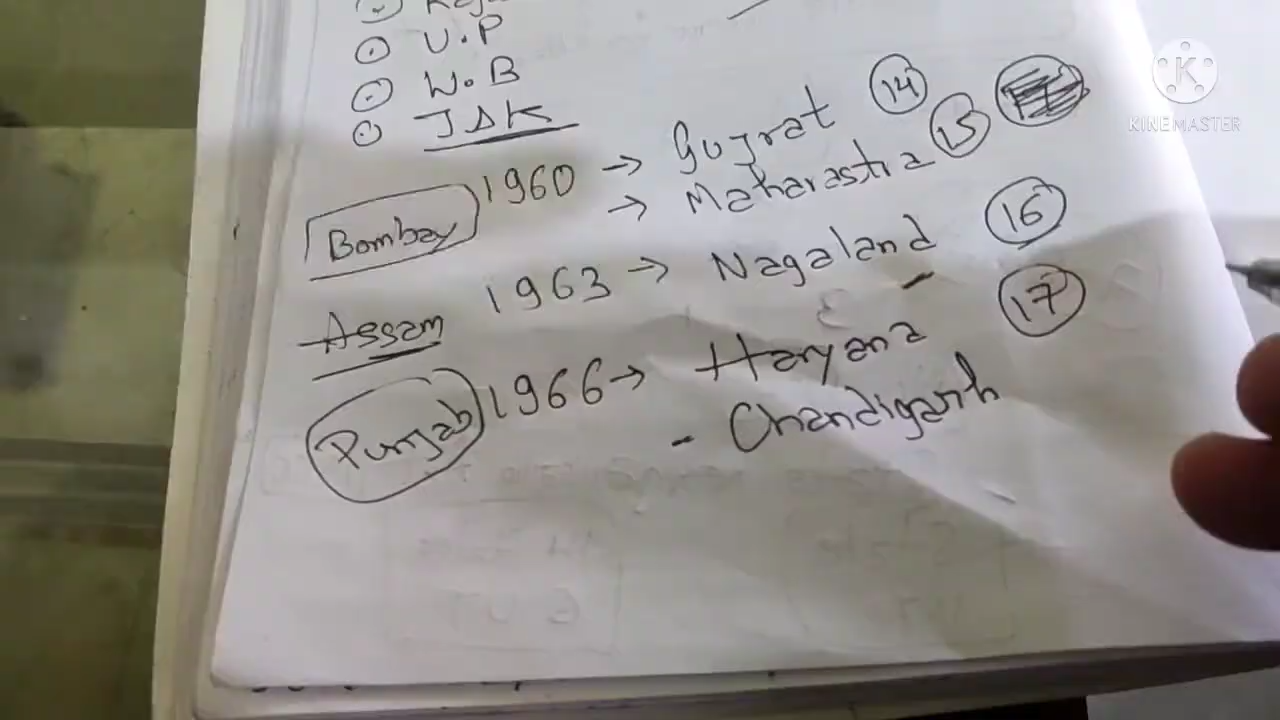 U.P
W.B
J&K
Bombay 1960 → Gujrat 14
→ Maharastra 15
Assam 1963 → Nagaland 16
Punjab 1966 → Haryana 17
- Chandigarh
K
KINEMASTER